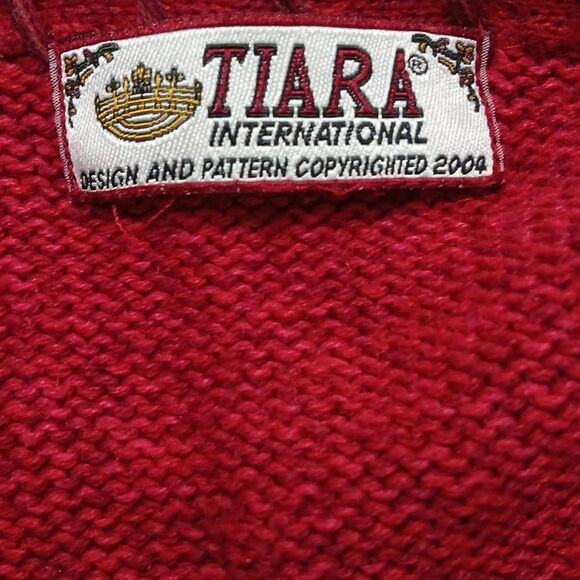 TIARA®
INTERNATIONAL
DESIGN AND PATTERN COPYRIGHTED 2004